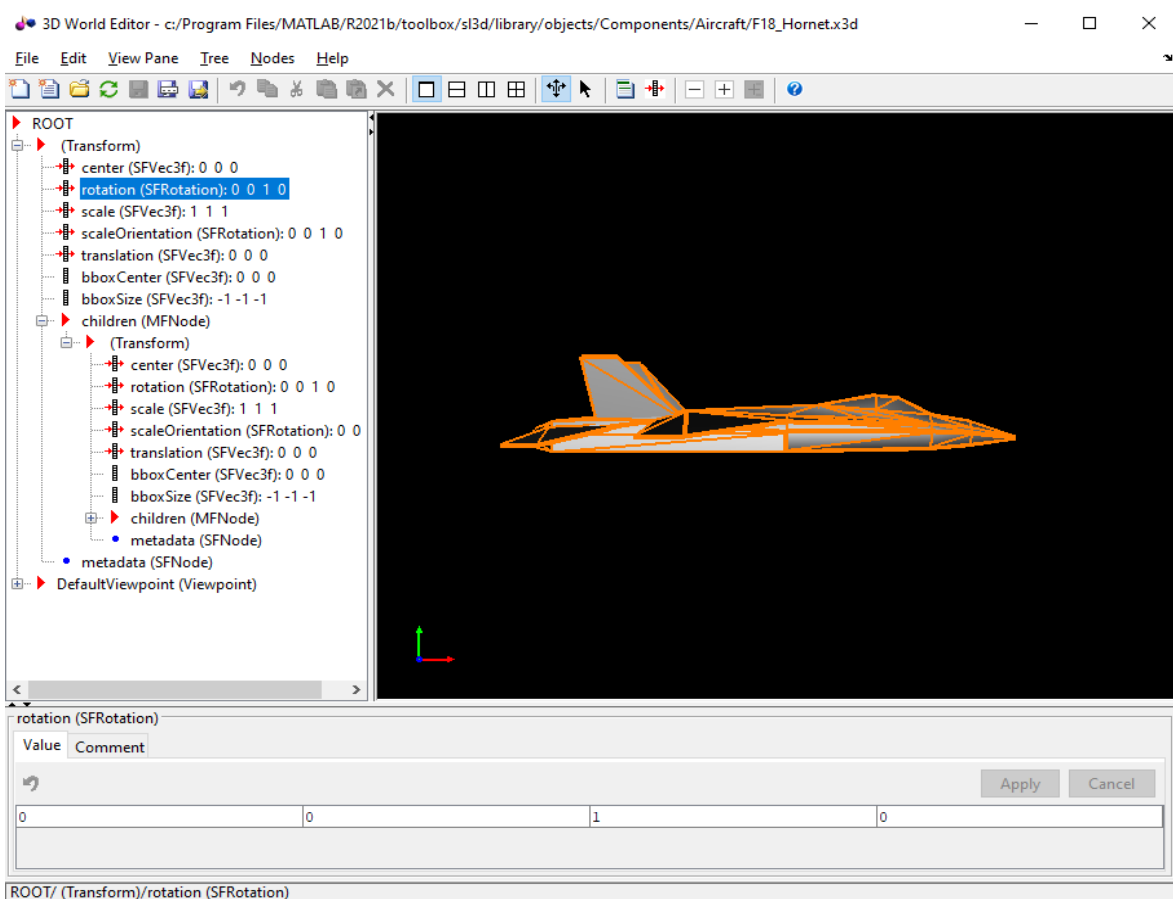 3D World Editor - c:/Program Files/MATLAB/R2021b/toolbox/sl3d/library/objects/Components/Aircraft/F18_Hornet.x3d
File Edit View Pane Tree Nodes Help
ROOT
(Transform)
center (SFVec3f): 0 0 0
rotation (SFRotation): 0 0 1 0
scale (SFVec3f): 1 1 1
scaleOrientation (SFRotation): 0 0 1 0
translation (SFVec3f): 0 0 0
bboxCenter (SFVec3f): 0 0 0
bboxSize (SFVec3f): -1 -1 -1
children (MFNode)
(Transform)
center (SFVec3f): 0 0 0
rotation (SFRotation): 0 0 1 0
scale (SFVec3f): 1 1 1
scaleOrientation (SFRotation): 0 0
translation (SFVec3f): 0 0 0
bboxCenter (SFVec3f): 0 0 0
bboxSize (SFVec3f): -1 -1 -1
children (MFNode)
metadata (SFNode)
metadata (SFNode)
DefaultViewpoint (Viewpoint)
rotation (SFRotation)
Value Comment
Apply Cancel
0 0 1 0
ROOT/ (Transform)/rotation (SFRotation)